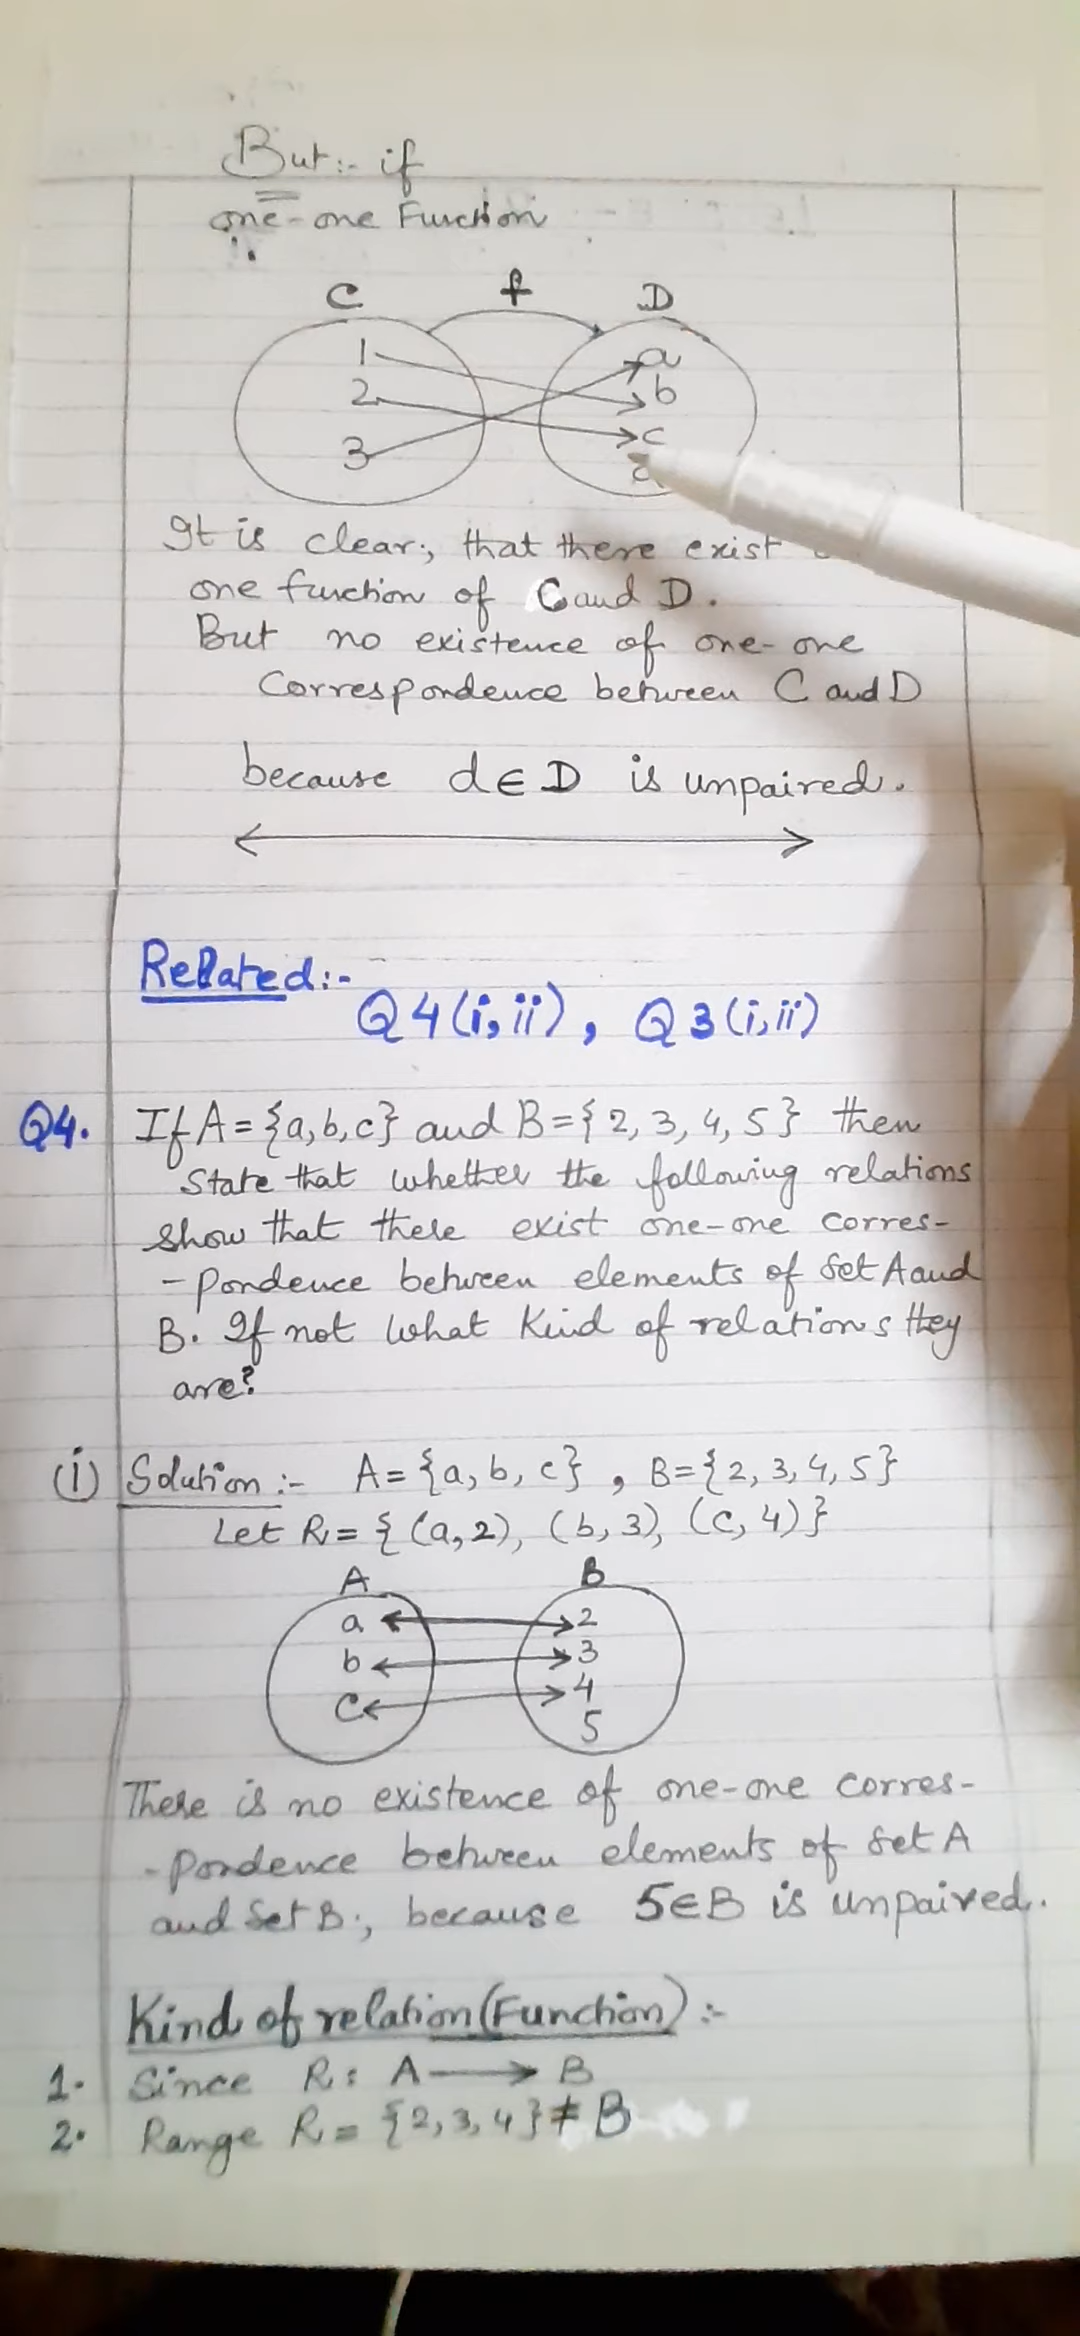 But:- if
one-one Function
C f D
1 a
2 b
3 c
d
It is clear, that there exist
one function of C and D.
But no existence of one-one
Correspondence between C and D
because d∈D is unpaired.
Related:-
Q4(i,ii), Q3(i,ii)
Q4. If A={a,b,c} and B={2,3,4,5} then
State that whether the following relations
show that there exist one-one corres-
-pondence between elements of set A and
B. If not what kind of relations they
are?
(i) Solution:- A={a,b,c}, B={2,3,4,5}
Let R={(a,2), (b,3), (c,4)}
A B
a 2
b 3
c 4
5
There is no existence of one-one corres-
-pondence between elements of set A
and Set B., because 5∈B is unpaired.
Kind of relation (Function):-
1. Since R: A⟶B
2. Range R={2,3,4}≠B